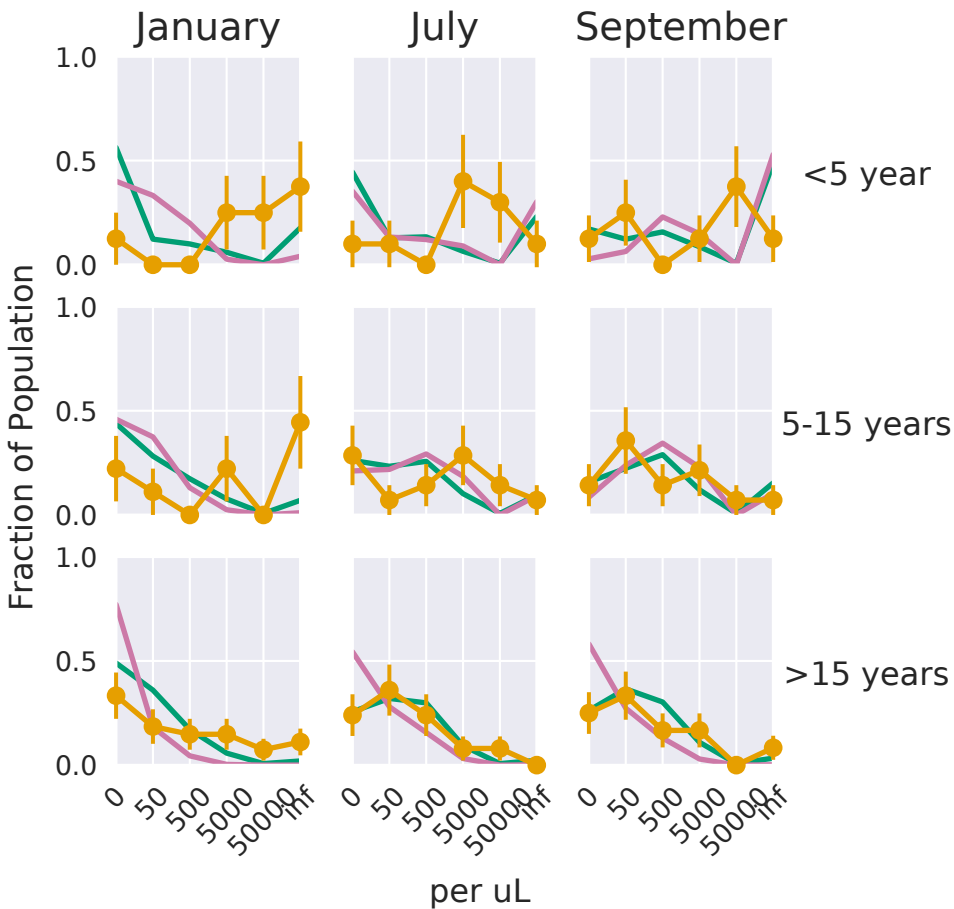 January July September
1.0
0.5
0.0
<5 year
1.0
0.5
0.0
5-15 years
1.0
0.5
0.0
>15 years
Fraction of Population
0 50 500 5000 50000 inf
0 50 500 5000 50000 inf
0 50 500 5000 50000 inf
per uL